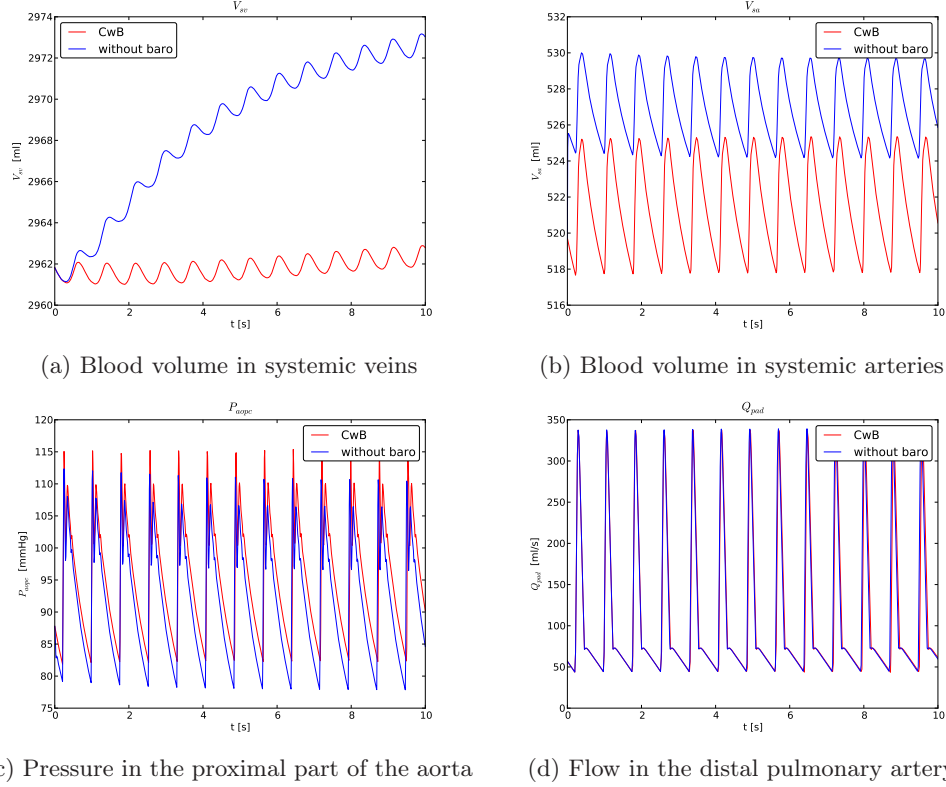 V_sv
2974
2972
2970
2968
2966
2964
2962
2960
V_sv [ml]
CwB
without baro
0 2 4 6 8 10
t [s]
(a) Blood volume in systemic veins
V_sa
530
528
526
524
522
520
518
516
V_sa [ml]
CwB
without baro
0 2 4 6 8 10
t [s]
(b) Blood volume in systemic arteries
P_aopc
120
115
110
105
100
95
90
85
80
75
P_aopc [mmHg]
CwB
without baro
0 2 4 6 8 10
t [s]
c) Pressure in the proximal part of the aorta
Q_pad
350
300
250
200
150
100
50
0
Q_pad [ml/s]
CwB
without baro
0 2 4 6 8 10
t [s]
(d) Flow in the distal pulmonary artery